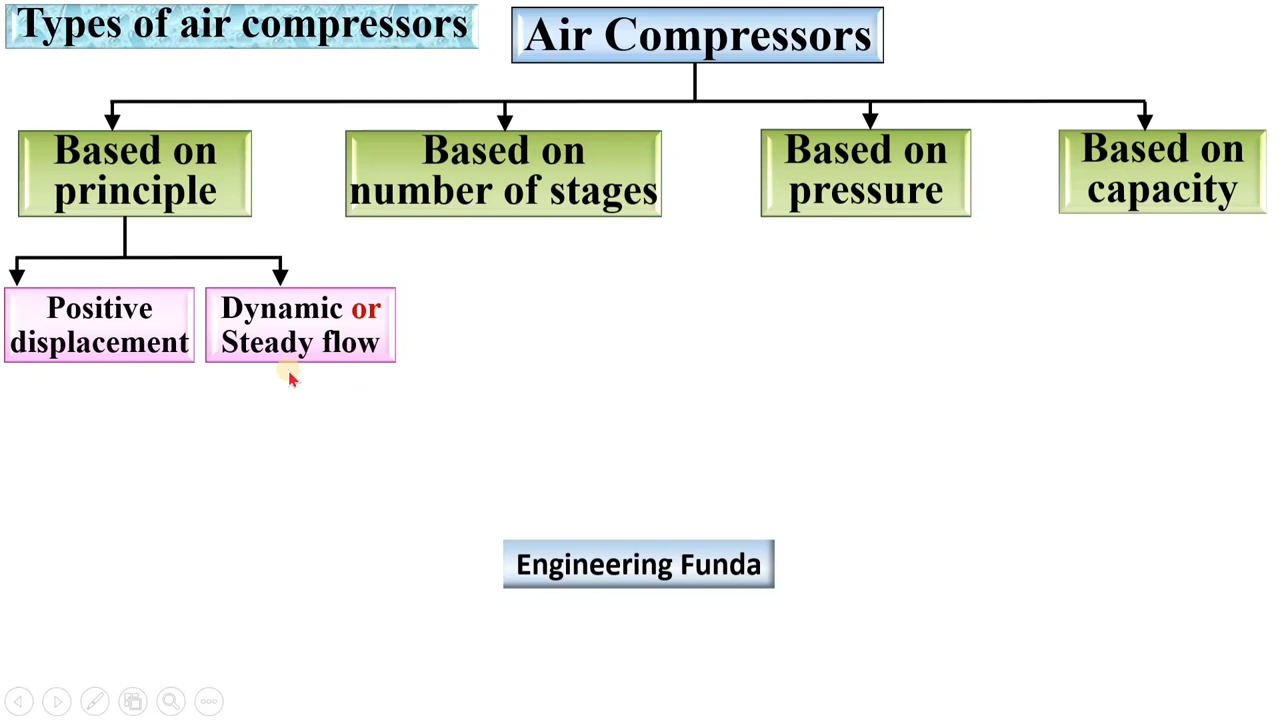 Types of air compressors
Air Compressors
Based on
principle
Based on
number of stages
Based on
pressure
Based on
capacity
Positive
displacement
Dynamic or
Steady flow
Engineering Funda